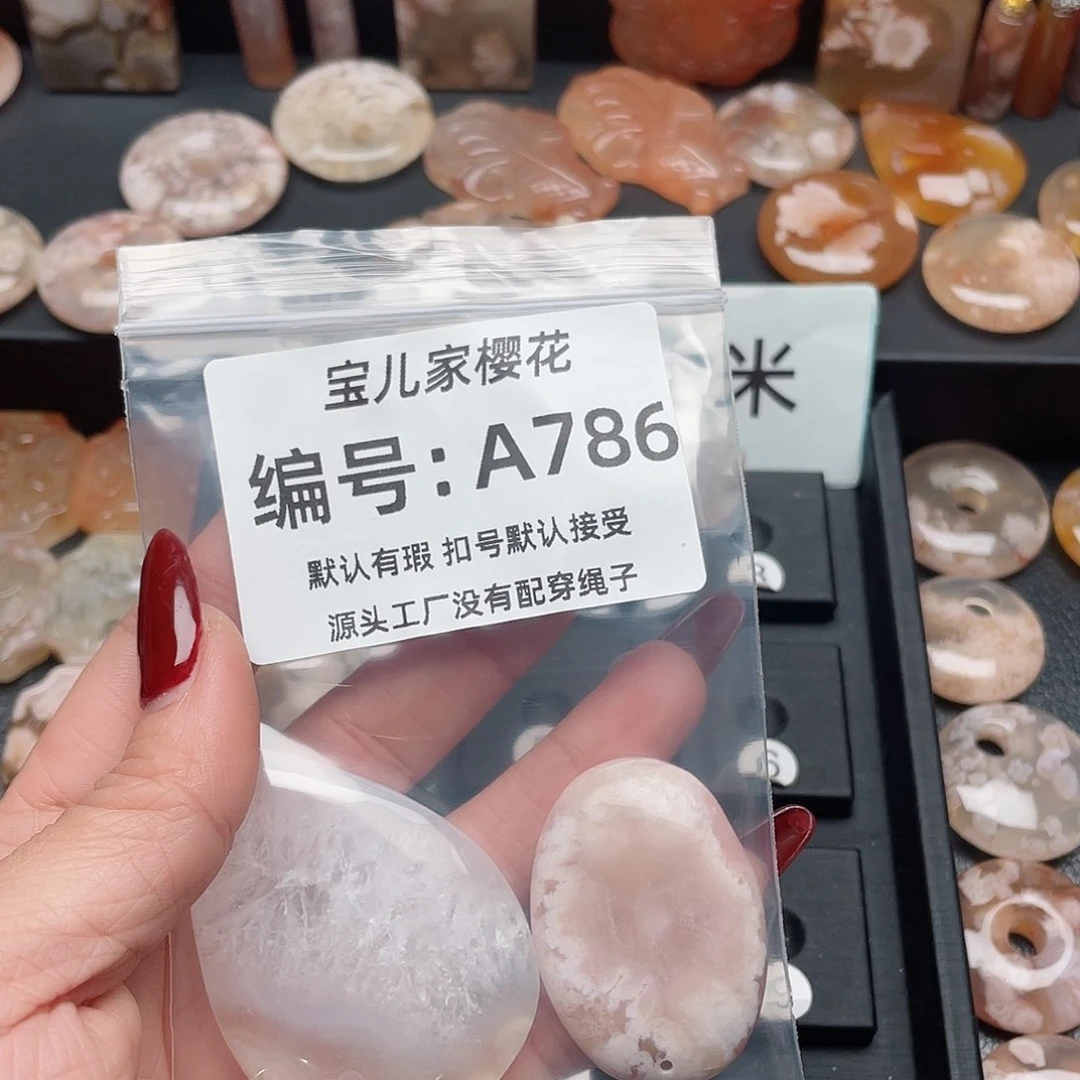 宝儿家樱花
编号：A786
默认有瑕 扣号默认接受
源头工厂没有配穿绳子
米
R
6